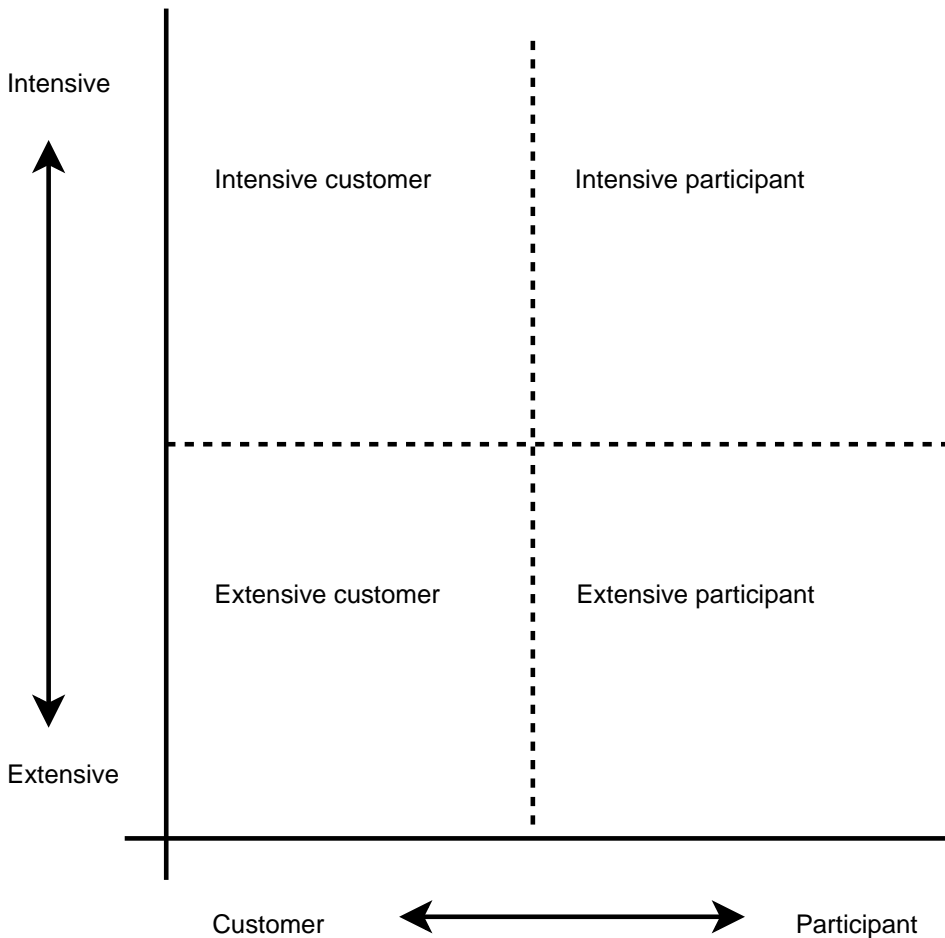 Intensive
Intensive customer
Intensive participant
Extensive customer
Extensive participant
Extensive
Customer
Participant